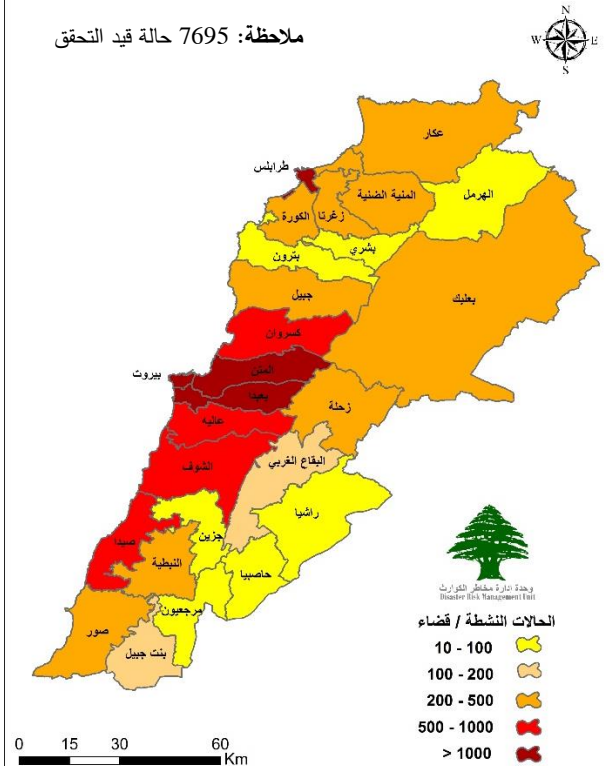 ملاحظة: 7695 حالة قيد التحقق
N
W E
S
عكار
طرابلس
الهرمل
المنية الضنية
زغرتا
الكورة
بشري
بترون
جبيل
بعلبك
كسروان
المتن
بيروت
بعبدا
زحلة
عاليه
البقاع الغربي
الشوف
راشيا
جزين
صيدا
النبطية
حاصبيا
مرجعيون
صور
بنت جبيل
وحدة ادارة مخاطر الكوارث
Disaster Risk Management Unit
الحالات النشطة / قضاء
10 - 100
100 - 200
200 - 500
500 - 1000
> 1000
0 15 30 60
Km